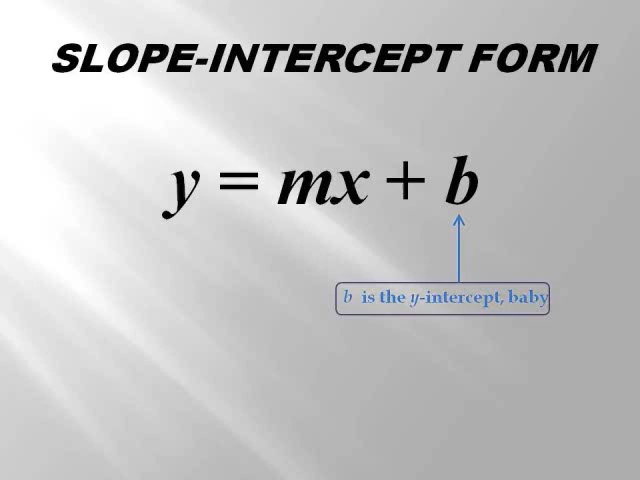 SLOPE-INTERCEPT FORM
y = mx + b
b is the y-intercept, baby